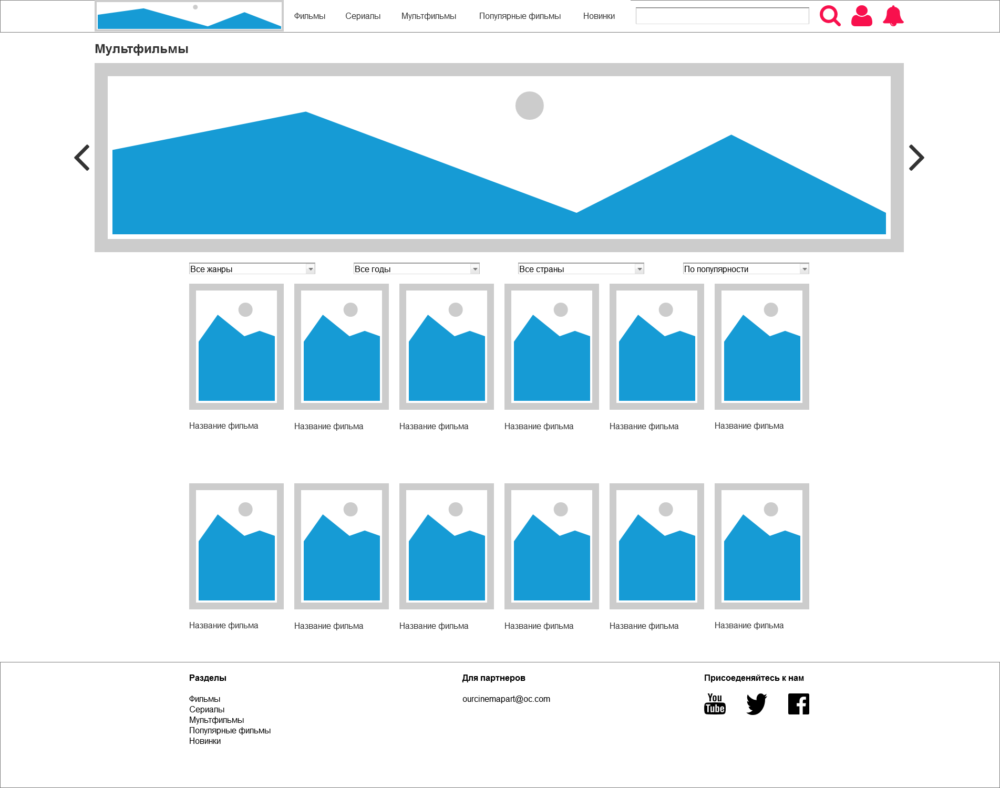 Фильмы Сериалы Мультфильмы Популярные фильмы Новинки
Мультфильмы
Все жанры Все годы Все страны По популярности
Название фильма Название фильма Название фильма Название фильма Название фильма Название фильма
Название фильма Название фильма Название фильма Название фильма Название фильма Название фильма
Разделы Для партнеров Присоеденяйтесь к нам
Фильмы ourcinemapart@oc.com You Tube
Сериалы
Мультфильмы
Популярные фильмы
Новинки